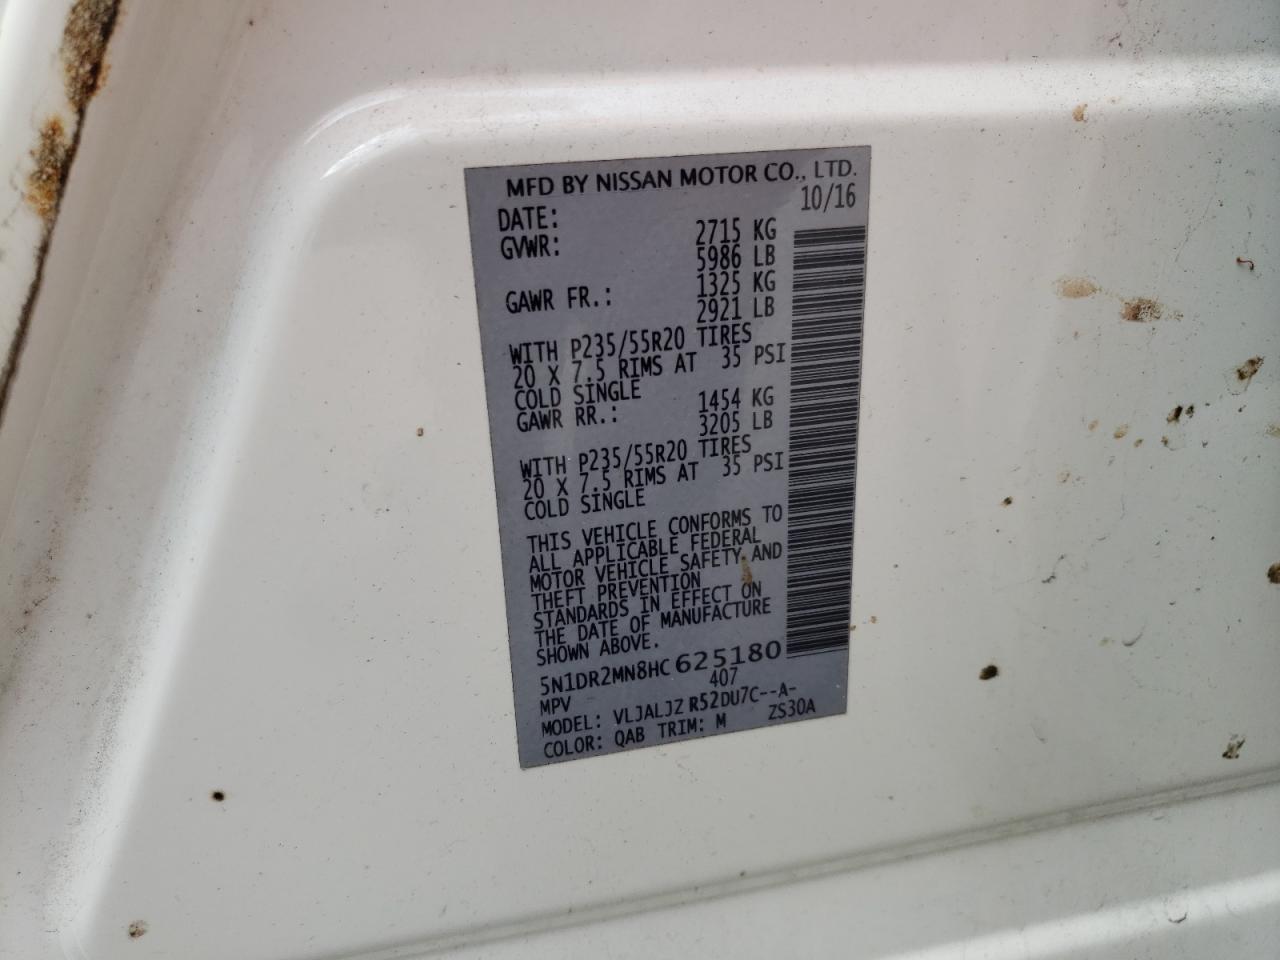 MFD BY NISSAN MOTOR CO., LTD.
DATE: 10/16
GVWR: 2715 KG
5986 LB
GAWR FR.: 1325 KG
2921 LB
WITH P235/55R20 TIRES
20 X 7.5 RIMS AT 35 PSI
COLD SINGLE
GAWR RR.: 1454 KG
3205 LB
WITH P235/55R20 TIRES
20 X 7.5 RIMS AT 35 PSI
COLD SINGLE
THIS VEHICLE CONFORMS TO
ALL APPLICABLE FEDERAL
MOTOR VEHICLE SAFETY AND
THEFT PREVENTION
STANDARDS IN EFFECT ON
THE DATE OF MANUFACTURE
SHOWN ABOVE.
5N1DR2MN8HC625180
MPV 407
MODEL: VLJALJZ R52DU7C--A-
COLOR: QAB TRIM: M ZS30A